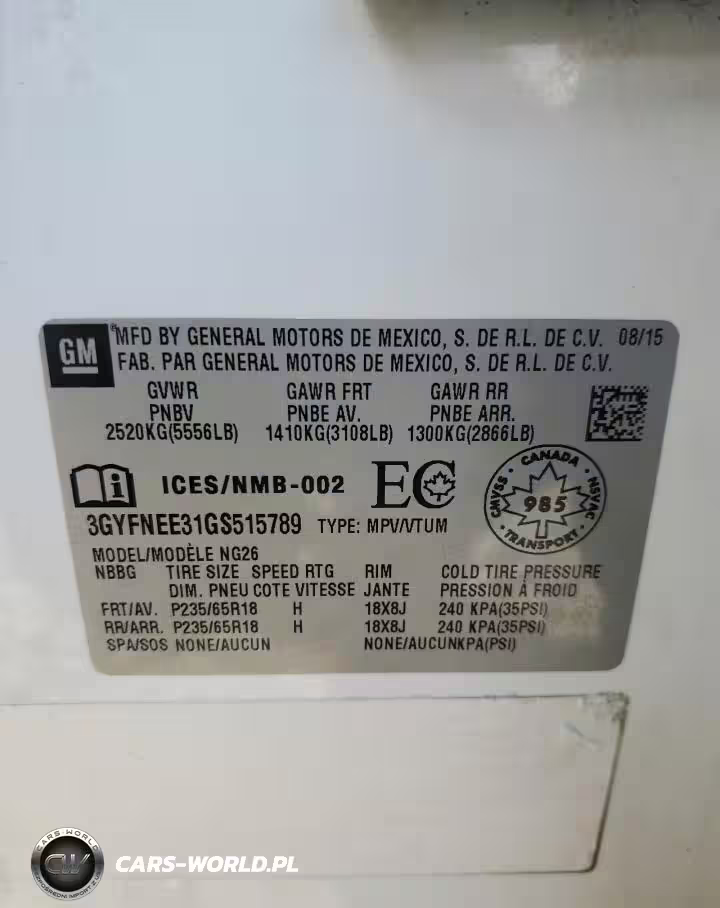 GM
®MFD BY GENERAL MOTORS DE MEXICO, S. DE R.L. DE C.V. 08/15
FAB. PAR GENERAL MOTORS DE MEXICO, S. DE R.L. DE C.V.
GVWR GAWR FRT GAWR RR
PNBV PNBE AV. PNBE ARR.
2520KG(5556LB) 1410KG(3108LB) 1300KG(2866LB)
i ICES/NMB-002 EC
CANADA
CMVSS 985 NSVAC
TRANSPORT
3GYFNEE31GS515789 TYPE: MPV/VTUM
MODEL/MODÈLE NG26
NBBG TIRE SIZE SPEED RTG RIM COLD TIRE PRESSURE
DIM. PNEU COTE VITESSE JANTE PRESSION À FROID
FRT/AV. P235/65R18 H 18X8J 240 KPA(35PSI)
RR/ARR. P235/65R18 H 18X8J 240 KPA(35PSI)
SPA/SOS NONE/AUCUN NONE/AUCUNKPA(PSI)
CARS-WORLD
CW
CARS-WORLD.PL